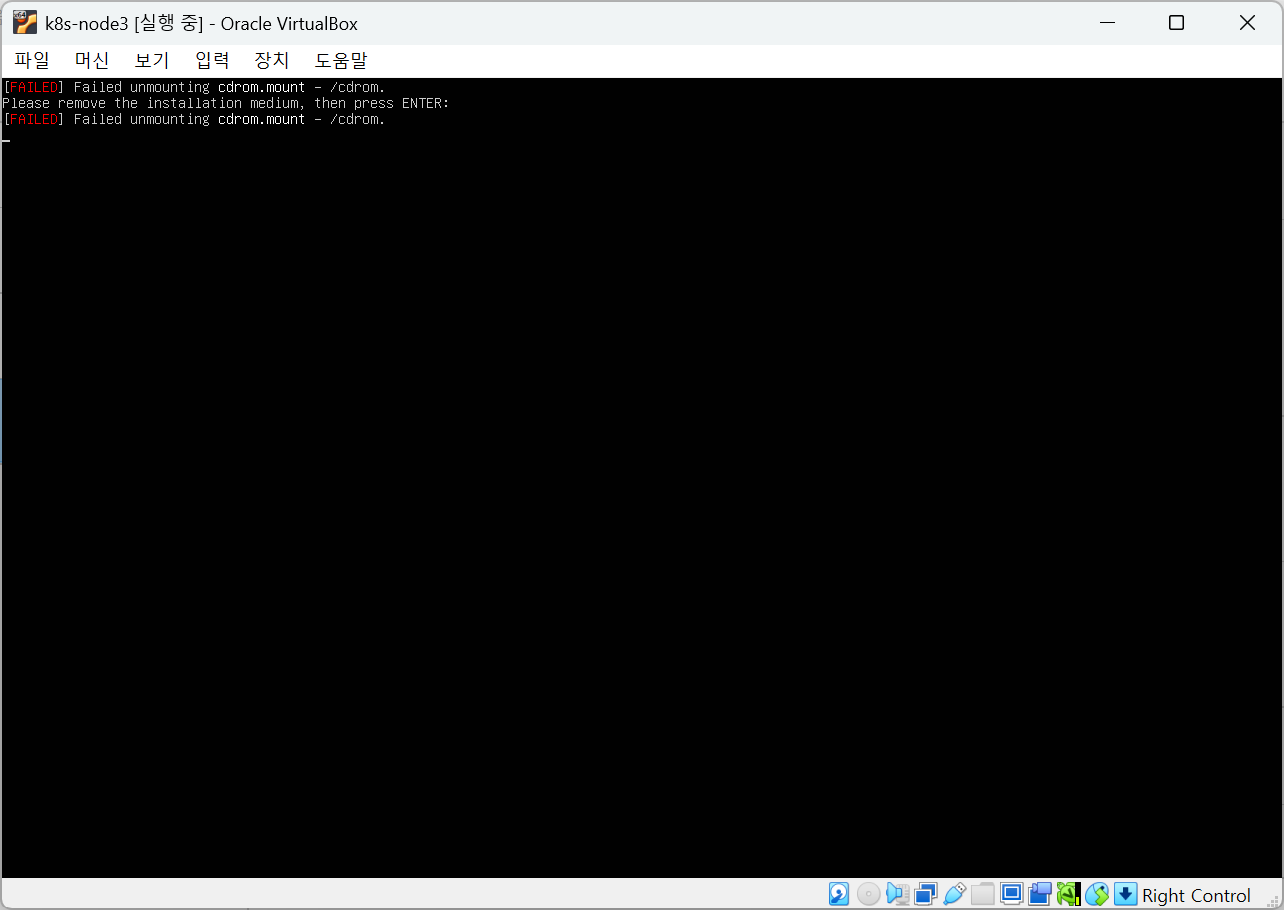 k8s-node3 [실행 중] - Oracle VirtualBox
파일 머신 보기 입력 장치 도움말
[FAILED] Failed unmounting cdrom.mount - /cdrom.
Please remove the installation medium, then press ENTER:
[FAILED] Failed unmounting cdrom.mount - /cdrom.
Right Control